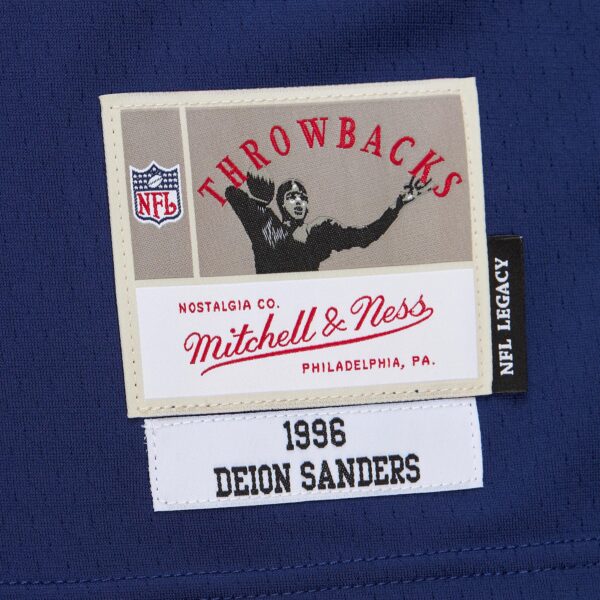 THROWBACKS
NFL
NOSTALGIA CO.
Mitchell & Ness
PHILADELPHIA, PA.
NFL LEGACY
1996
DEION SANDERS